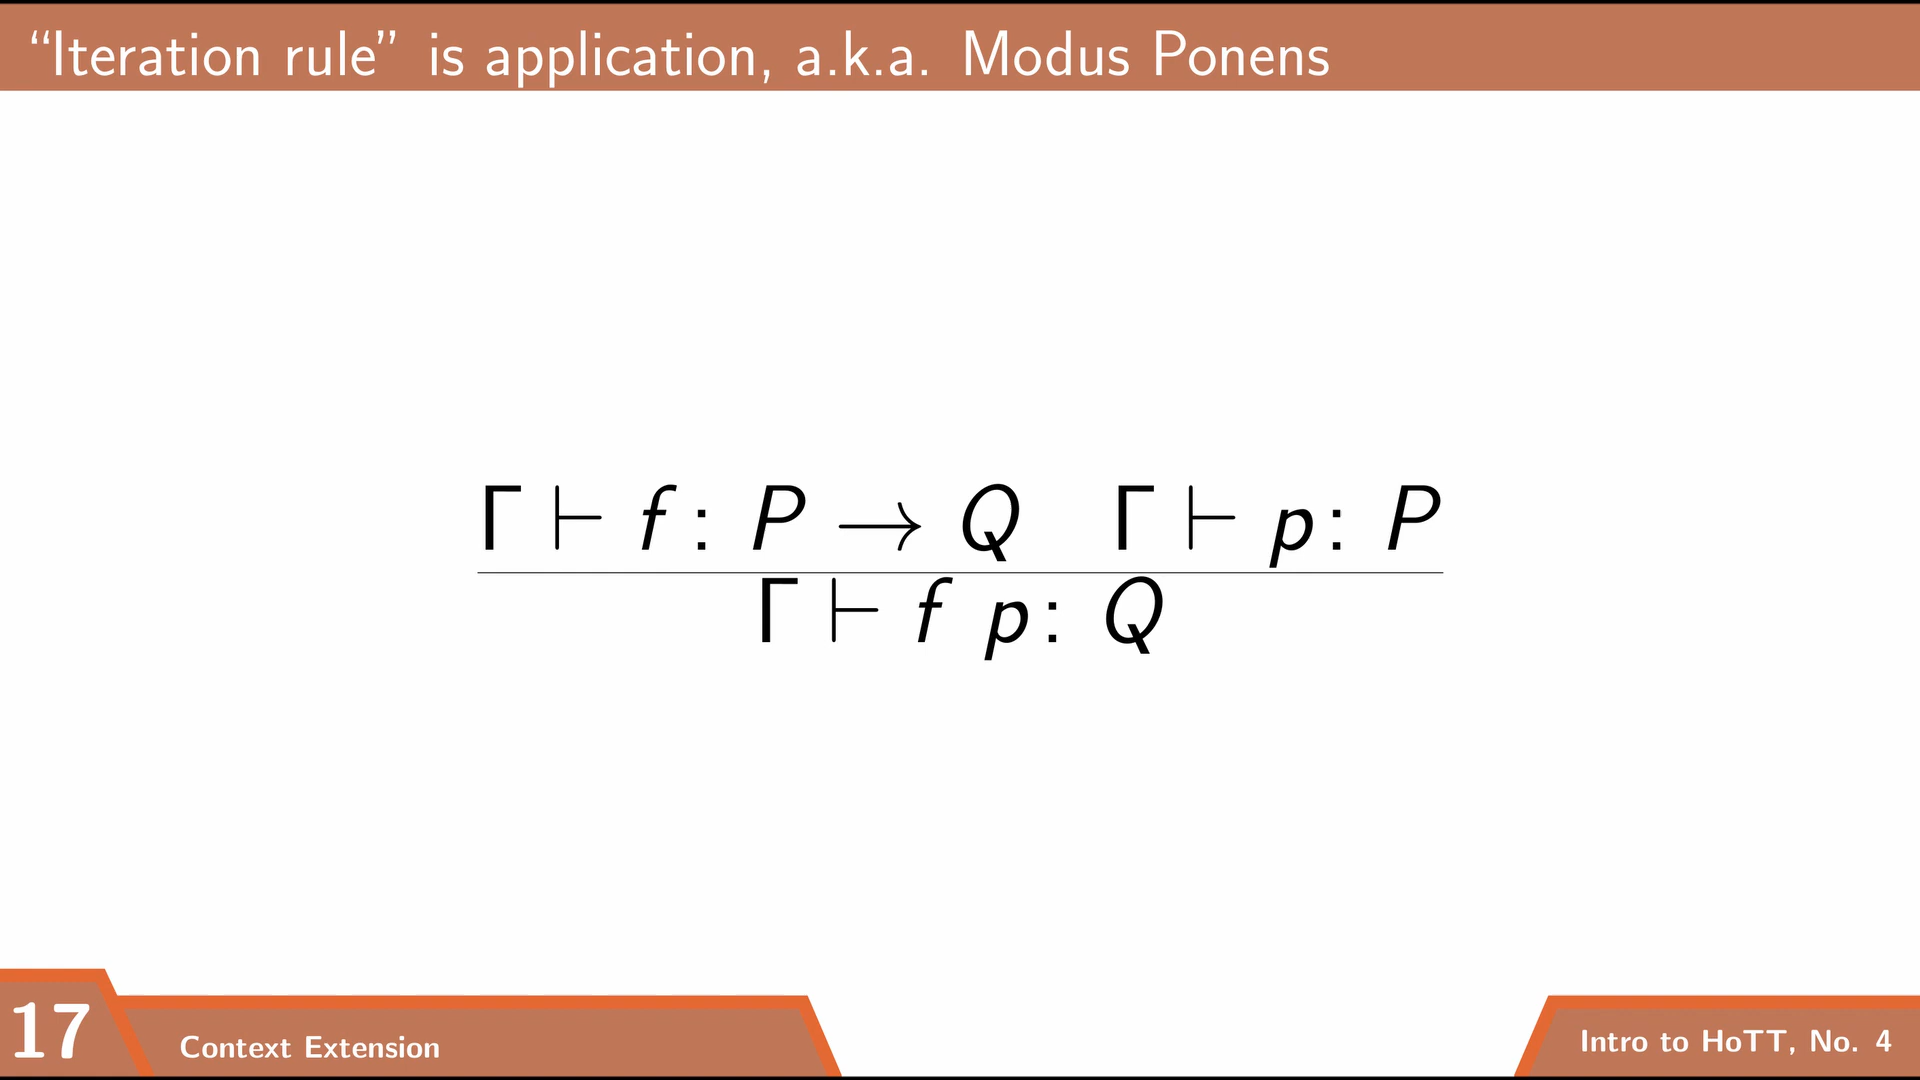 “Iteration rule” is application, a.k.a. Modus Ponens
Γ ⊢ f : P → Q   Γ ⊢ p : P
Γ ⊢ f p : Q
17
Context Extension
Intro to HoTT, No. 4